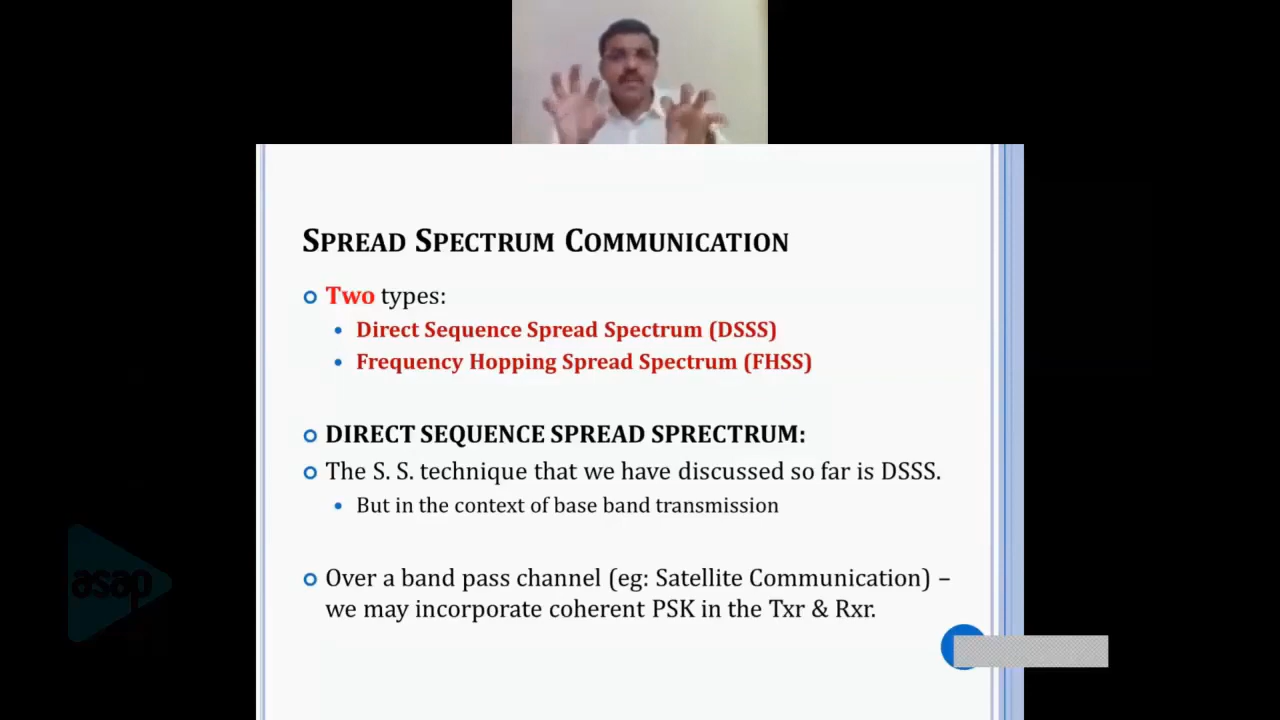 SPREAD SPECTRUM COMMUNICATION
Two types:
Direct Sequence Spread Spectrum (DSSS)
Frequency Hopping Spread Spectrum (FHSS)
DIRECT SEQUENCE SPREAD SPRECTRUM:
The S. S. technique that we have discussed so far is DSSS.
But in the context of base band transmission
Over a band pass channel (eg: Satellite Communication) –
we may incorporate coherent PSK in the Txr & Rxr.
asap